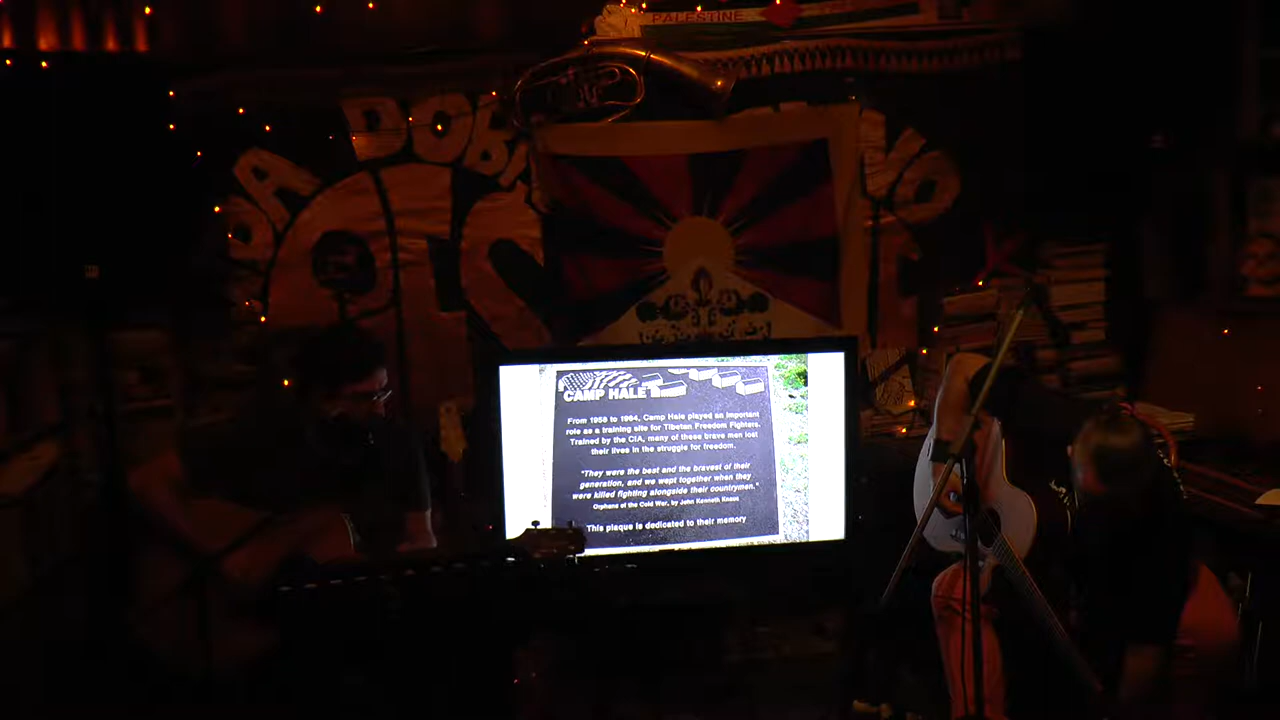 PALESTINE
CAMP HALE
From 1958 to 1964, Camp Hale played an important
role as a training site for Tibetan Freedom Fighters.
Trained by the CIA, many of these brave men lost
their lives in the struggle for freedom.
"They were the best and the bravest of their
generation, and we wept together when they
were killed fighting alongside their countrymen."
Orphans of the Cold War, by John Kenneth Knaus
This plaque is dedicated to their memory